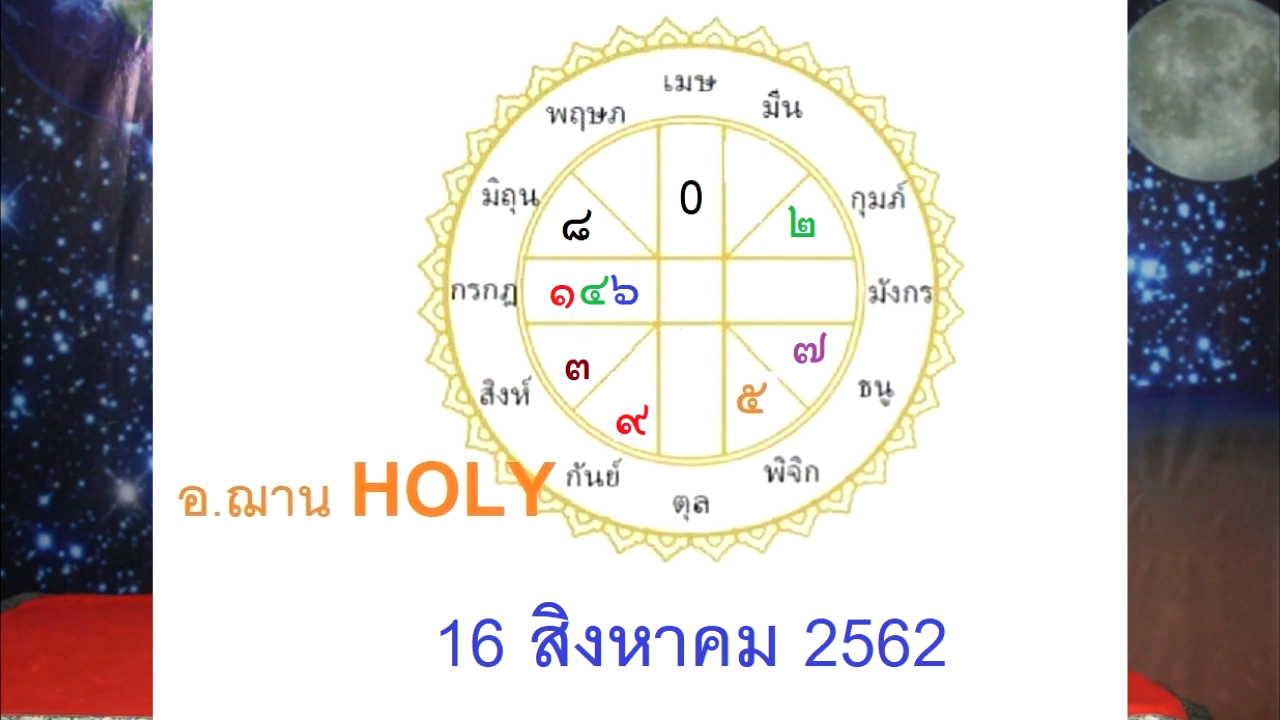 เมษ
พฤษภ
มีน
มิถุน
กุมภ์
0
๘
๒
กรกฎ
๑๔๖
มังกร
๓
๗
สิงห์
๕
ธนู
๙
กันย์
พิจิก
ตุล
อ.ฌาน HOLY
16 สิงหาคม 2562